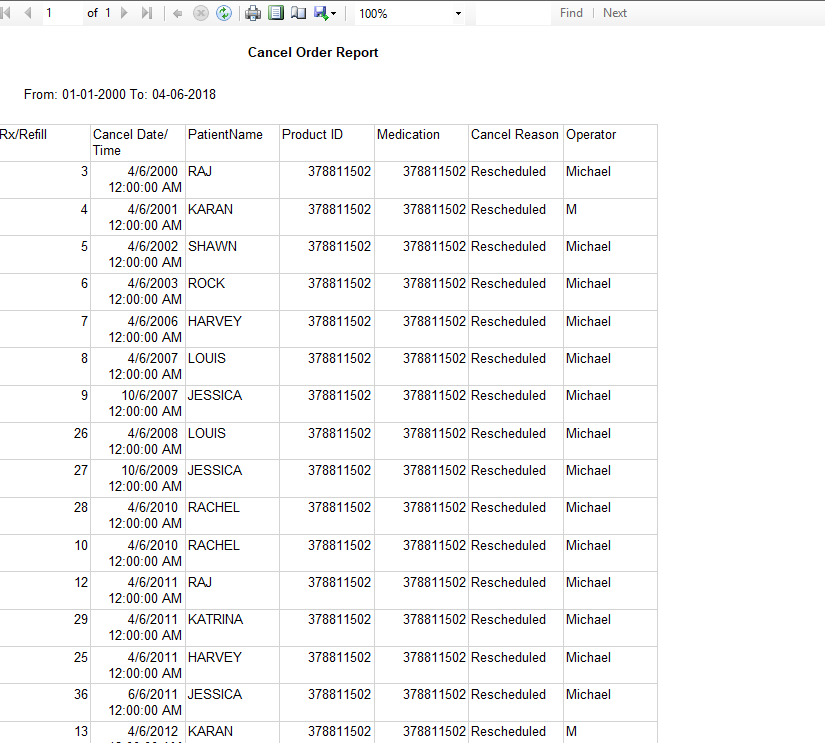 1 of 1 100% Find | Next
Cancel Order Report
From: 01-01-2000 To: 04-06-2018
Rx/Refill Cancel Date/ PatientName Product ID Medication Cancel Reason Operator
Time
3 4/6/2000 RAJ 378811502 378811502 Rescheduled Michael
12:00:00 AM
4 4/6/2001 KARAN 378811502 378811502 Rescheduled M
12:00:00 AM
5 4/6/2002 SHAWN 378811502 378811502 Rescheduled Michael
12:00:00 AM
6 4/6/2003 ROCK 378811502 378811502 Rescheduled Michael
12:00:00 AM
7 4/6/2006 HARVEY 378811502 378811502 Rescheduled Michael
12:00:00 AM
8 4/6/2007 LOUIS 378811502 378811502 Rescheduled Michael
12:00:00 AM
9 10/6/2007 JESSICA 378811502 378811502 Rescheduled Michael
12:00:00 AM
26 4/6/2008 LOUIS 378811502 378811502 Rescheduled Michael
12:00:00 AM
27 10/6/2009 JESSICA 378811502 378811502 Rescheduled Michael
12:00:00 AM
28 4/6/2010 RACHEL 378811502 378811502 Rescheduled Michael
12:00:00 AM
10 4/6/2010 RACHEL 378811502 378811502 Rescheduled Michael
12:00:00 AM
12 4/6/2011 RAJ 378811502 378811502 Rescheduled Michael
12:00:00 AM
29 4/6/2011 KATRINA 378811502 378811502 Rescheduled Michael
12:00:00 AM
25 4/6/2011 HARVEY 378811502 378811502 Rescheduled Michael
12:00:00 AM
36 6/6/2011 JESSICA 378811502 378811502 Rescheduled Michael
12:00:00 AM
13 4/6/2012 KARAN 378811502 378811502 Rescheduled M